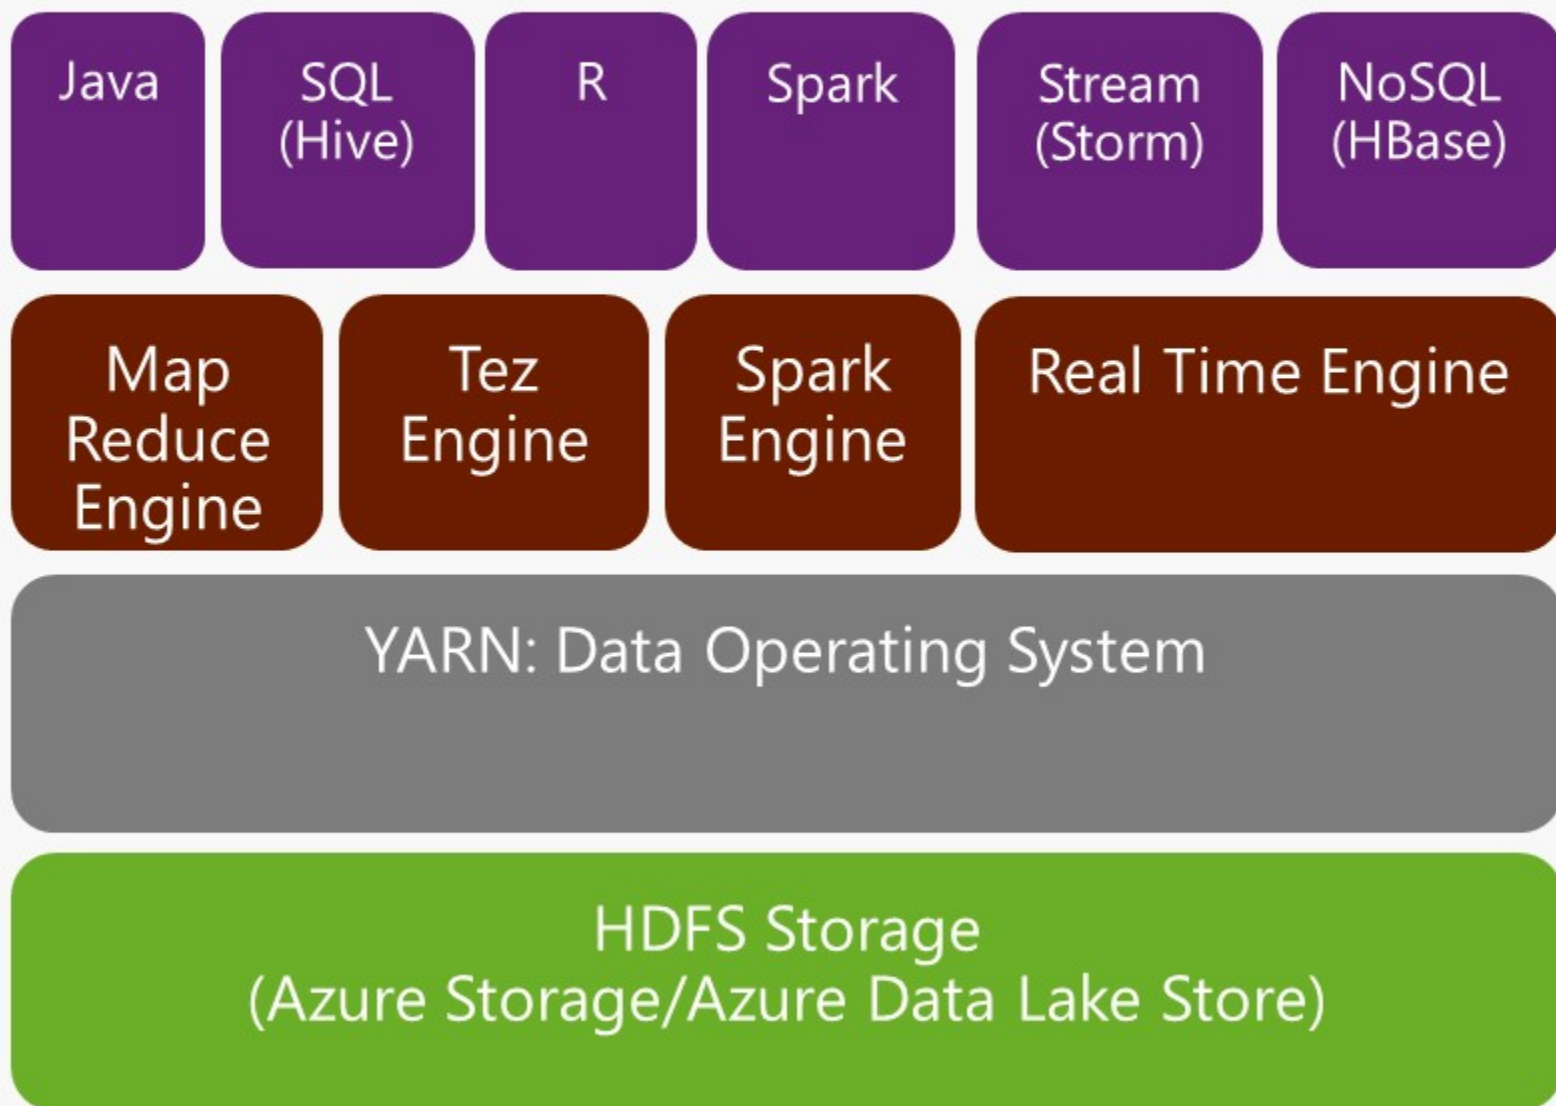 Java
SQL
(Hive)
R
Spark
Stream
(Storm)
NoSQL
(HBase)
Map
Reduce
Engine
Tez
Engine
Spark
Engine
Real Time Engine
YARN: Data Operating System
HDFS Storage
(Azure Storage/Azure Data Lake Store)